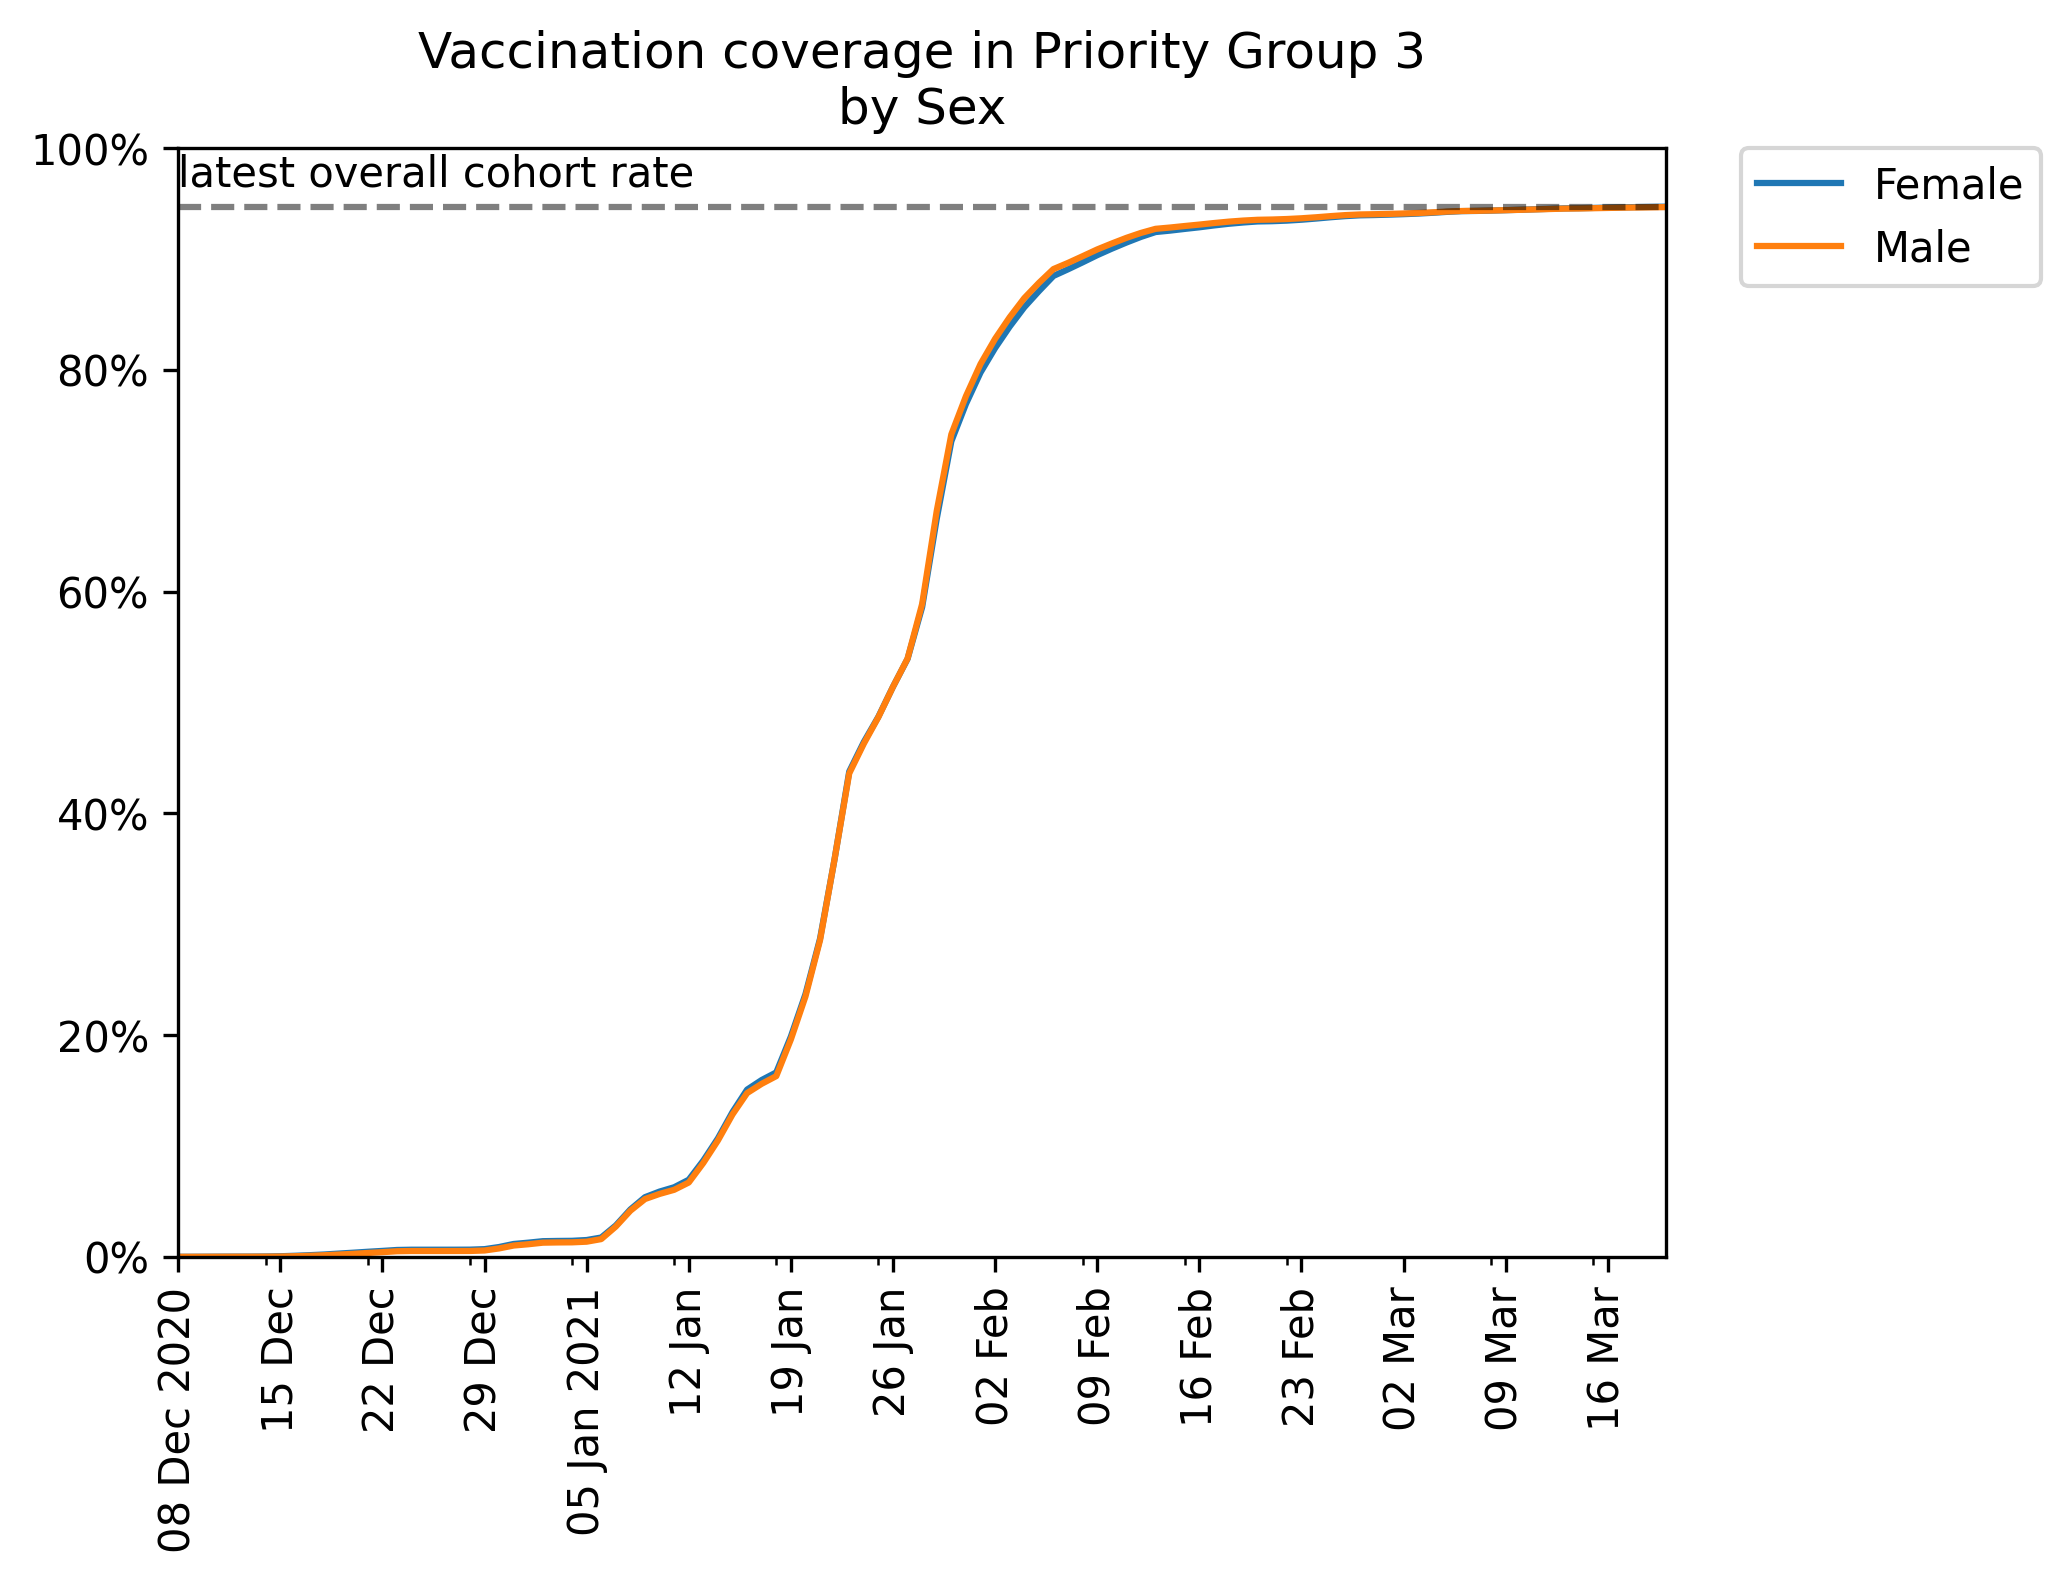 Vaccination coverage in Priority Group 3
by Sex
100%
latest overall cohort rate
Female
Male
80%
60%
40%
20%
0%
08 Dec 2020
15 Dec
22 Dec
29 Dec
05 Jan 2021
12 Jan
19 Jan
26 Jan
02 Feb
09 Feb
16 Feb
23 Feb
02 Mar
09 Mar
16 Mar